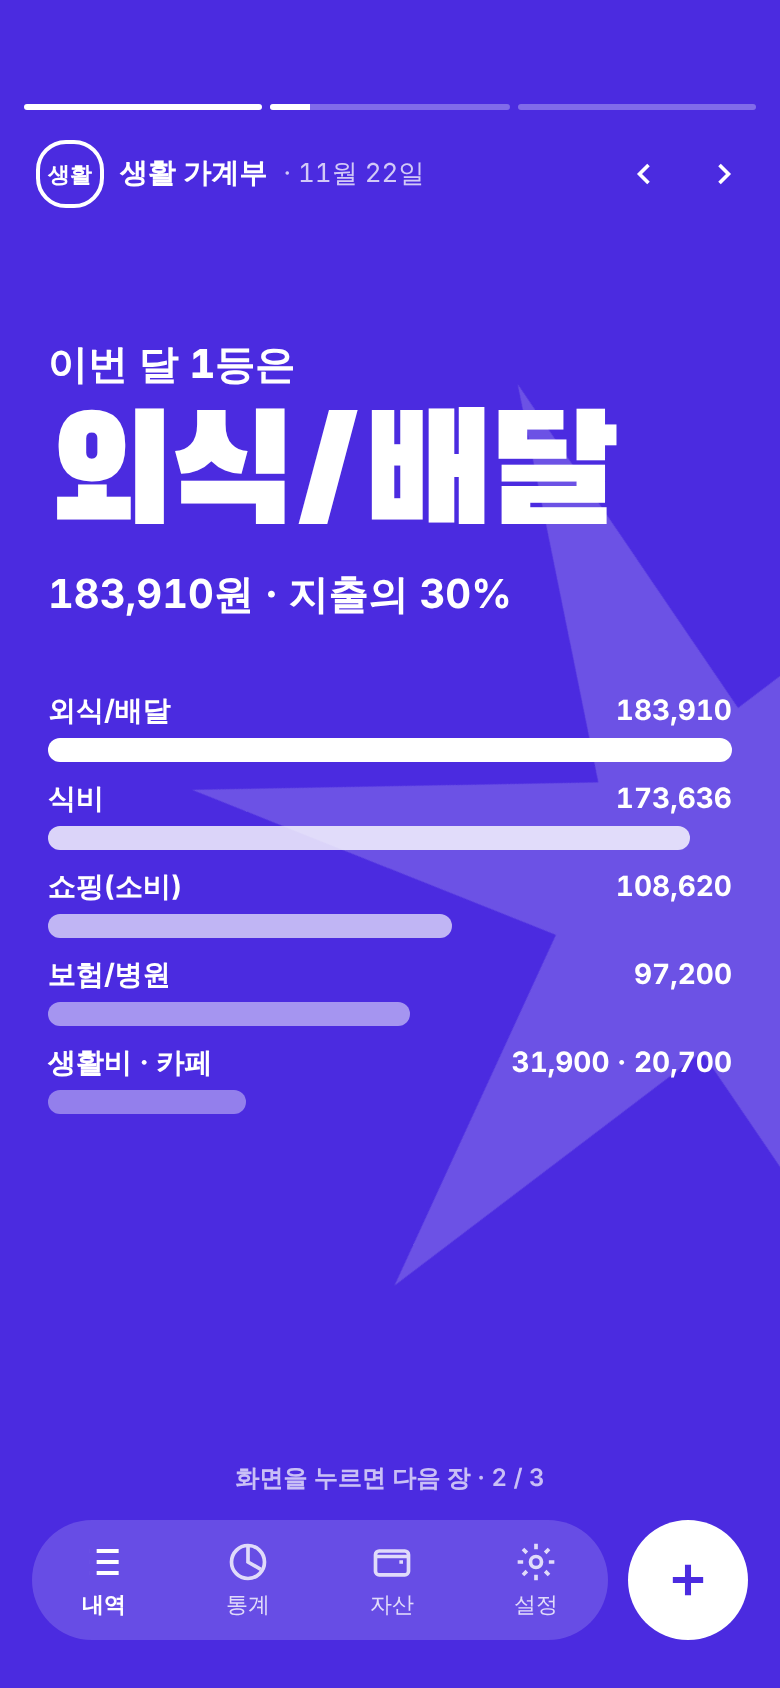 생활 생활 가계부 · 11월 22일
이번 달 1등은
외식/배달
183,910원 · 지출의 30%
외식/배달 183,910
식비 173,636
쇼핑(소비) 108,620
보험/병원 97,200
생활비 · 카페 31,900 · 20,700
화면을 누르면 다음 장 · 2 / 3
내역 통계 자산 설정